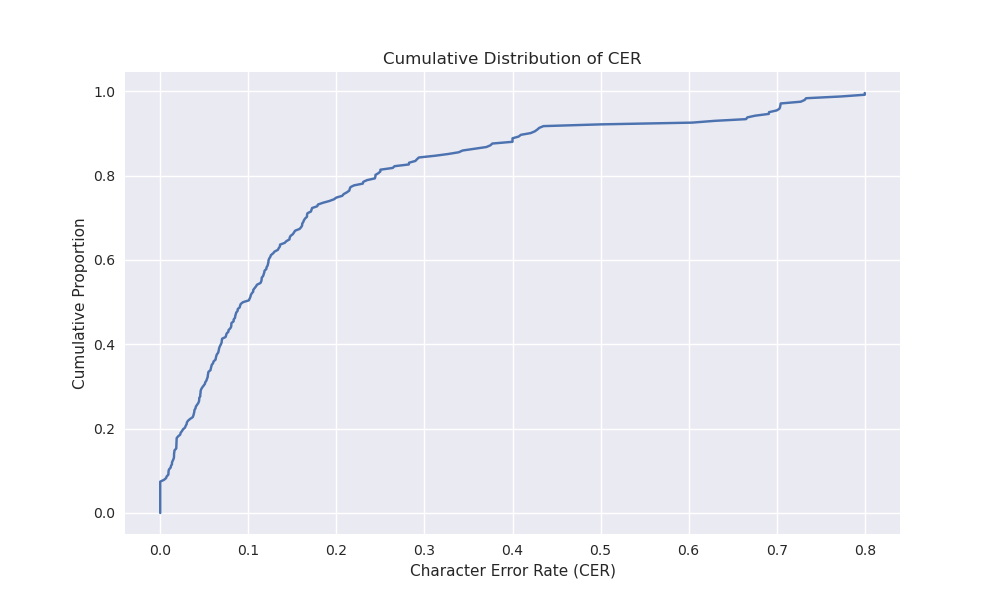 Cumulative Distribution of CER
Cumulative Proportion
1.0
0.8
0.6
0.4
0.2
0.0
0.0 0.1 0.2 0.3 0.4 0.5 0.6 0.7 0.8
Character Error Rate (CER)